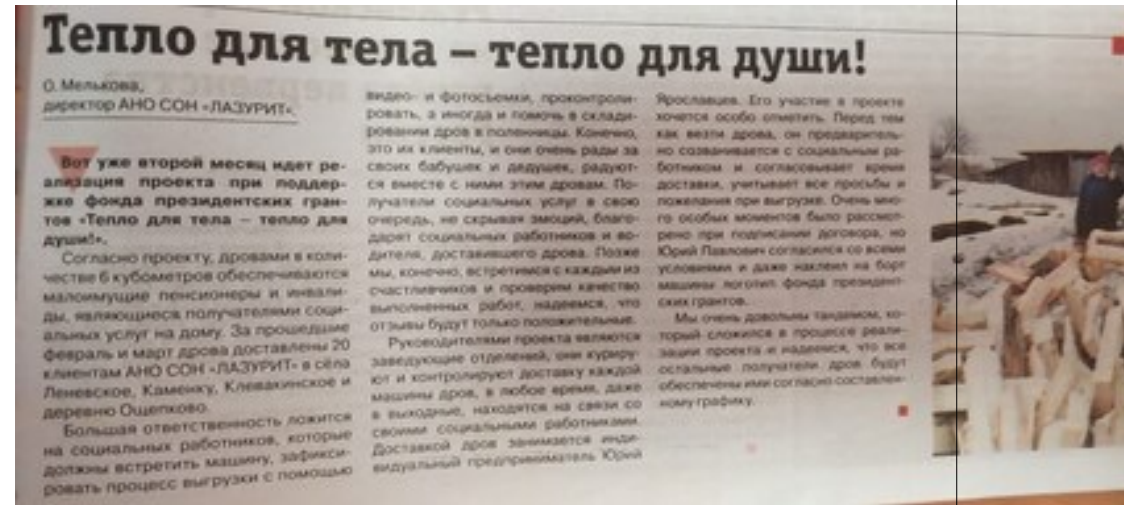 Тепло для тела – тепло для души!
О. Мелькова,
директор АНО СОН «ЛАЗУРИТ».
Вот уже второй месяц идет ре-
ализация проекта при поддер-
жке фонда президентских гран-
тов «Тепло для тела – тепло для
души!».
Согласно проекту, дровами в коли-
честве 6 кубометров обеспечиваются
малоимущие пенсионеры и инвали-
ды, являющиеся получателями соци-
альных услуг на дому. За прошедшие
февраль и март дрова доставлены 20
клиентам АНО СОН «ЛАЗУРИТ» в сёла
Леневское, Каменку, Клевакинское и
деревню Ощепково.
Большая ответственность ложится
на социальных работников, которые
должны встретить машину, зафикси-
ровать процесс выгрузки с помощью
видео- и фотосъемки, проконтроли-
ровать, а иногда и помочь в склади-
ровании дров в поленницы. Конечно,
это их клиенты, и они очень рады за
своих бабушек и дедушек, радуют-
ся вместе с ними этим дровам. По-
лучатели социальных услуг в свою
очередь, не скрывая эмоций, благо-
дарят социальных работников и во-
дителя, доставившего дрова. Позже
мы, конечно, встретимся с каждым из
счастливчиков и проверим качество
выполненных работ, надеемся, что
отзывы будут только положительные.
Руководителями проекта являются
заведующие отделений, они курируют-
ют и контролируют доставку каждой
машины дров, в любое время, даже
в выходные, находятся на связи со
своими социальными работниками.
Доставкой дров занимается инди-
видуальный предприниматель Юрий
Ярославцев. Его участие в проекте
хочется особо отметить. Перед тем
как везти дрова, он предваритель-
но созванивается с социальным ра-
ботником и согласовывает время
доставки, учитывает все просьбы и
пожелания при выгрузке. Очень мно-
го особых моментов было рассмот-
рено при подписании договора, но
Юрий Павлович согласился со всеми
условиями и даже наклеил на борт
машины логотип фонда президент-
ских грантов.
Мы очень довольны тандемом, ко-
торый сложился в процессе реали-
зации проекта и надеемся, что все
остальные получатели дров будут
обеспечены ими согласно составлен-
ному графику.